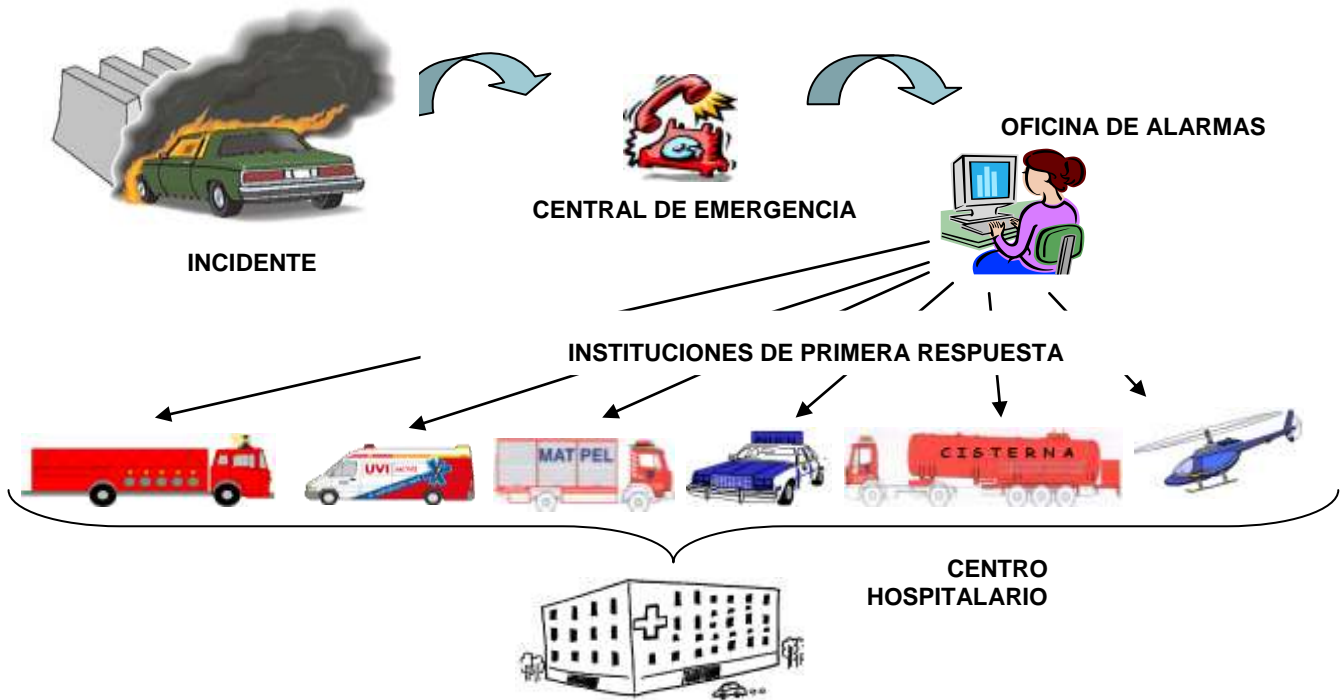 OFICINA DE ALARMAS
CENTRAL DE EMERGENCIA
INCIDENTE
INSTITUCIONES DE PRIMERA RESPUESTA
UVI
MAT PEL
CISTERNA
CENTRO
HOSPITALARIO